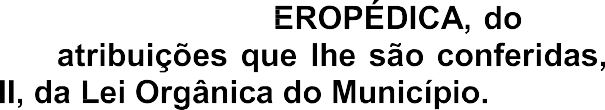 EROPÉDICA, do
atribuições que lhe são conferidas,
II, da Lei Orgânica do Município.